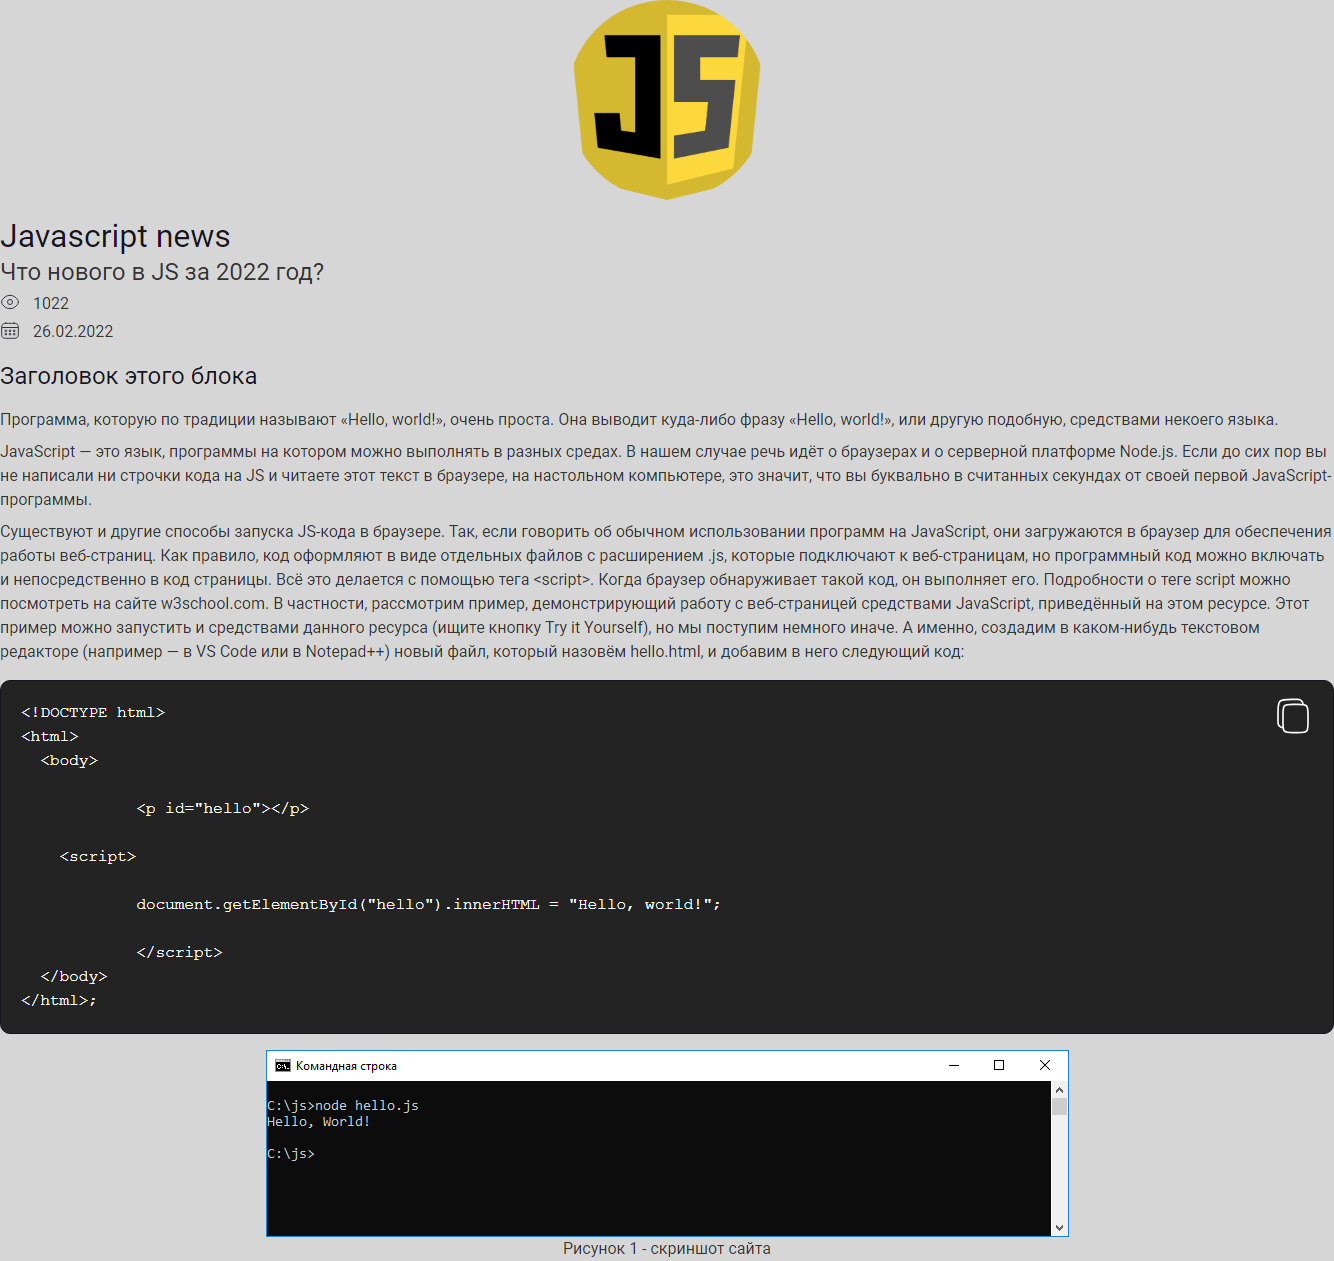 JS
Javascript news
Что нового в JS за 2022 год?
1022
26.02.2022
Заголовок этого блока
Программа, которую по традиции называют «Hello, world!», очень проста. Она выводит куда-либо фразу «Hello, world!», или другую подобную, средствами некоего языка.
JavaScript — это язык, программы на котором можно выполнять в разных средах. В нашем случае речь идёт о браузерах и о серверной платформе Node.js. Если до сих пор вы
не написали ни строчки кода на JS и читаете этот текст в браузере, на настольном компьютере, это значит, что вы буквально в считанных секундах от своей первой JavaScript-
программы.
Существуют и другие способы запуска JS-кода в браузере. Так, если говорить об обычном использовании программ на JavaScript, они загружаются в браузер для обеспечения
работы веб-страниц. Как правило, код оформляют в виде отдельных файлов с расширением .js, которые подключают к веб-страницам, но программный код можно включать
и непосредственно в код страницы. Всё это делается с помощью тега <script>. Когда браузер обнаруживает такой код, он выполняет его. Подробности о теге script можно
посмотреть на сайте w3school.com. В частности, рассмотрим пример, демонстрирующий работу с веб-страницей средствами JavaScript, приведённый на этом ресурсе. Этот
пример можно запустить и средствами данного ресурса (ищите кнопку Try it Yourself), но мы поступим немного иначе. А именно, создадим в каком-нибудь текстовом
редакторе (например — в VS Code или в Notepad++) новый файл, который назовём hello.html, и добавим в него следующий код:
<!DOCTYPE html>
<html>
<body>
<p id="hello"></p>
<script>
document.getElementById("hello").innerHTML = "Hello, world!";
</script>
</body>
</html>;
Командная строка
C:\js>node hello.js
Hello, World!
C:\js>
Рисунок 1 - скриншот сайта